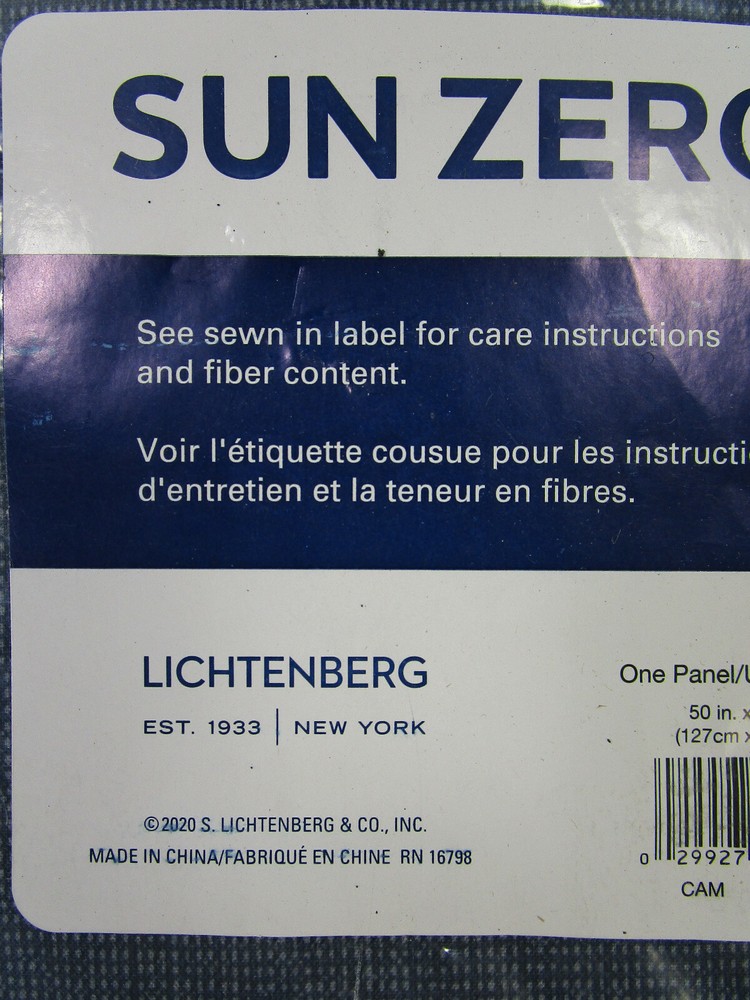 SUN ZERO
See sewn in label for care instructions
and fiber content.
Voir l'étiquette cousue pour les instructi
d'entretien et la teneur en fibres.
LICHTENBERG
EST. 1933 | NEW YORK
©2020 S. LICHTENBERG & CO., INC.
MADE IN CHINA/FABRIQUÉ EN CHINE RN 16798
One Panel/U
50 in. x
(127cm x
0 29927
CAM